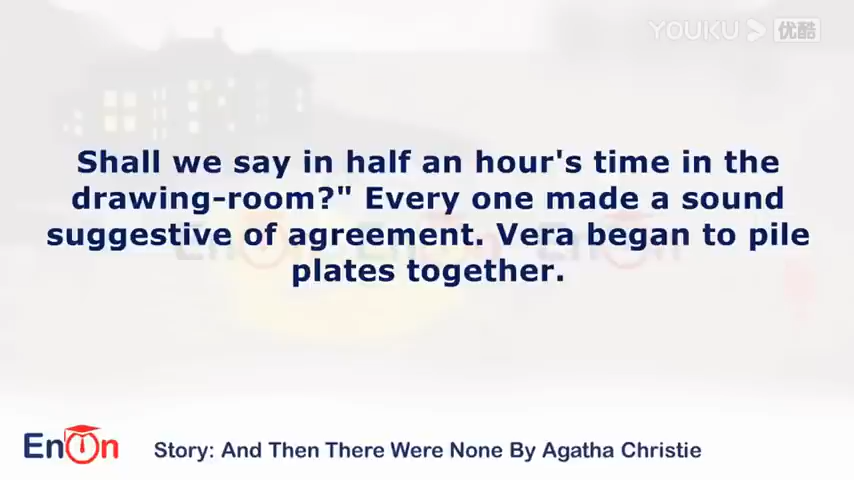 YOUKU 优酷
Shall we say in half an hour's time in the
drawing-room?" Every one made a sound
suggestive of agreement. Vera began to pile
plates together.
EnOn
Story: And Then There Were None By Agatha Christie